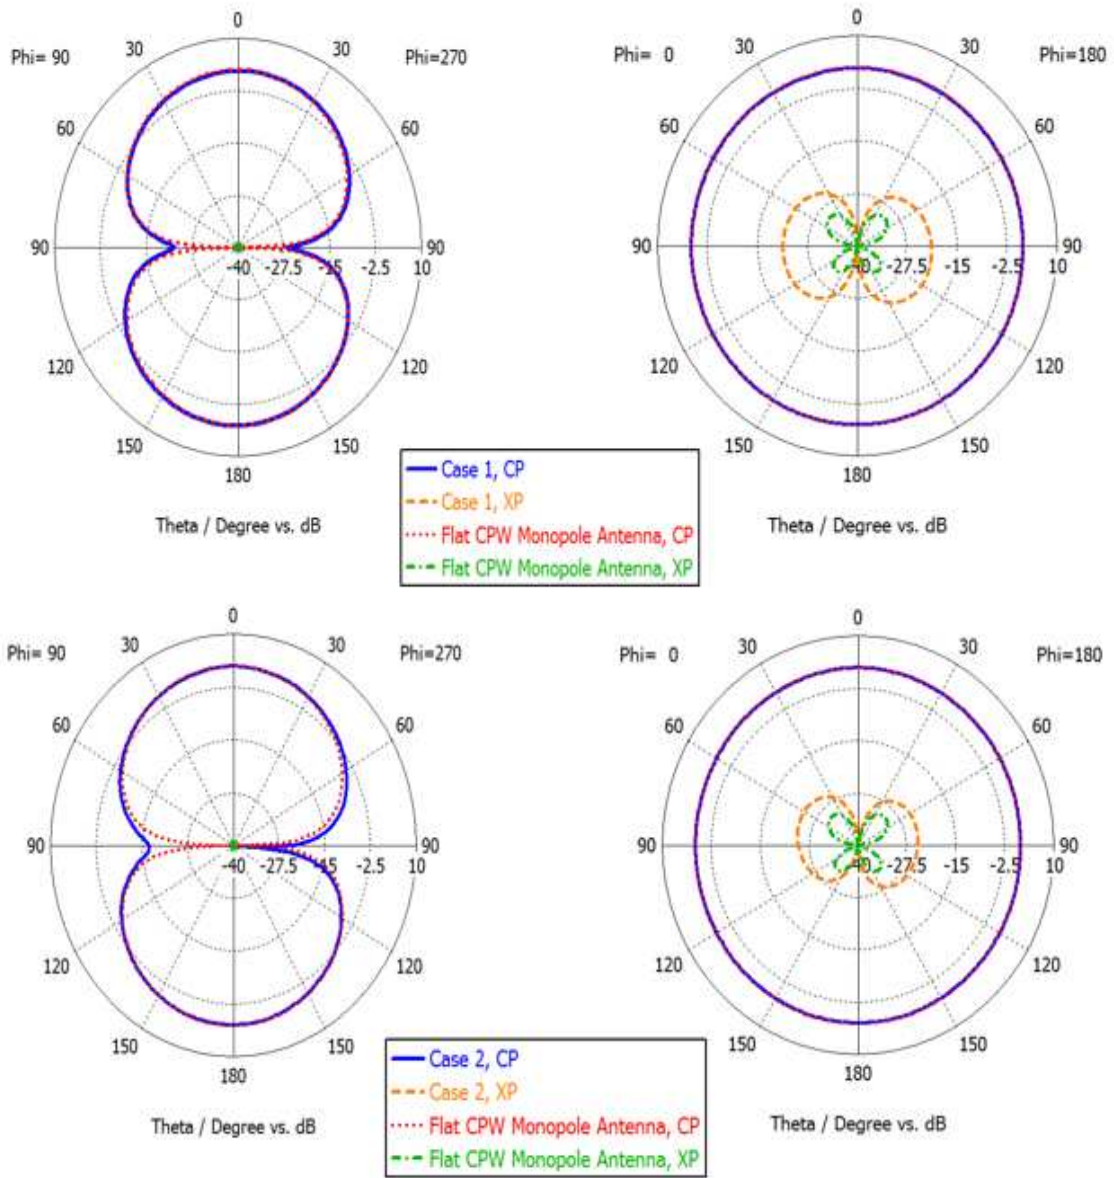 0
Phi= 90 30 30 Phi=270
60 60
90 -40 -27.5 -15 -2.5 10 90
120 120
150 150
180
Theta / Degree vs. dB
0
Phi= 0 30 30 Phi=180
60 60
90 -40 -27.5 -15 -2.5 10 90
120 120
150 150
180
Theta / Degree vs. dB
Case 1, CP
Case 1, XP
Flat CPW Monopole Antenna, CP
Flat CPW Monopole Antenna, XP
0
Phi= 90 30 30 Phi=270
60 60
90 -40 -27.5 -15 -2.5 10 90
120 120
150 150
180
Theta / Degree vs. dB
0
Phi= 0 30 30 Phi=180
60 60
90 -40 -27.5 -15 -2.5 10 90
120 120
150 150
180
Theta / Degree vs. dB
Case 2, CP
Case 2, XP
Flat CPW Monopole Antenna, CP
Flat CPW Monopole Antenna, XP